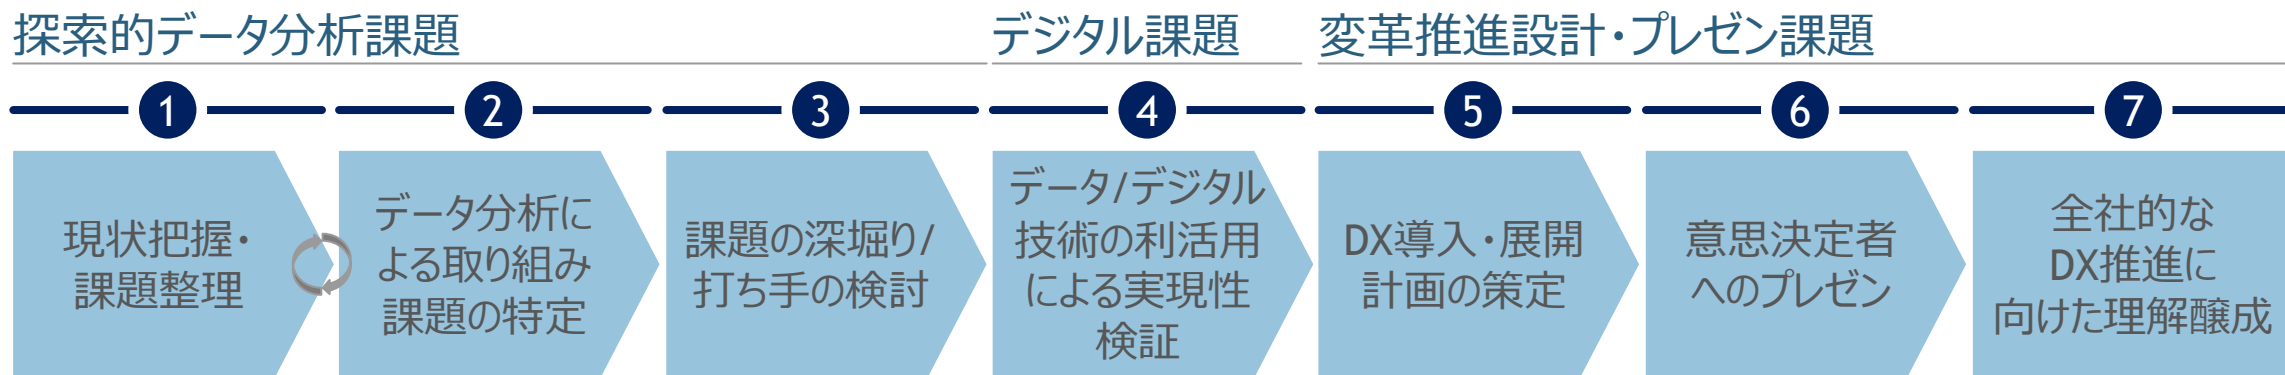 探索的データ分析課題
デジタル課題
変革推進設計・プレゼン課題
1
2
3
4
5
6
7
現状把握・
課題整理
データ分析に
よる取り組み
課題の特定
課題の深堀り/
打ち手の検討
データ/デジタル
技術の利活用
による実現性
検証
DX導入・展開
計画の策定
意思決定者
へのプレゼン
全社的な
DX推進に
向けた理解醸成